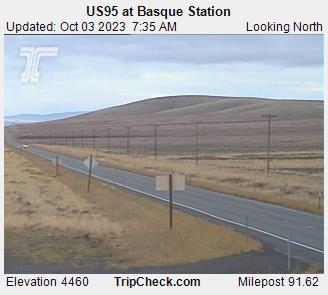 US95 at Basque Station
Updated: Oct 03 2023 7:35 AM Looking North
Elevation 4460 TripCheck.com Milepost 91.62